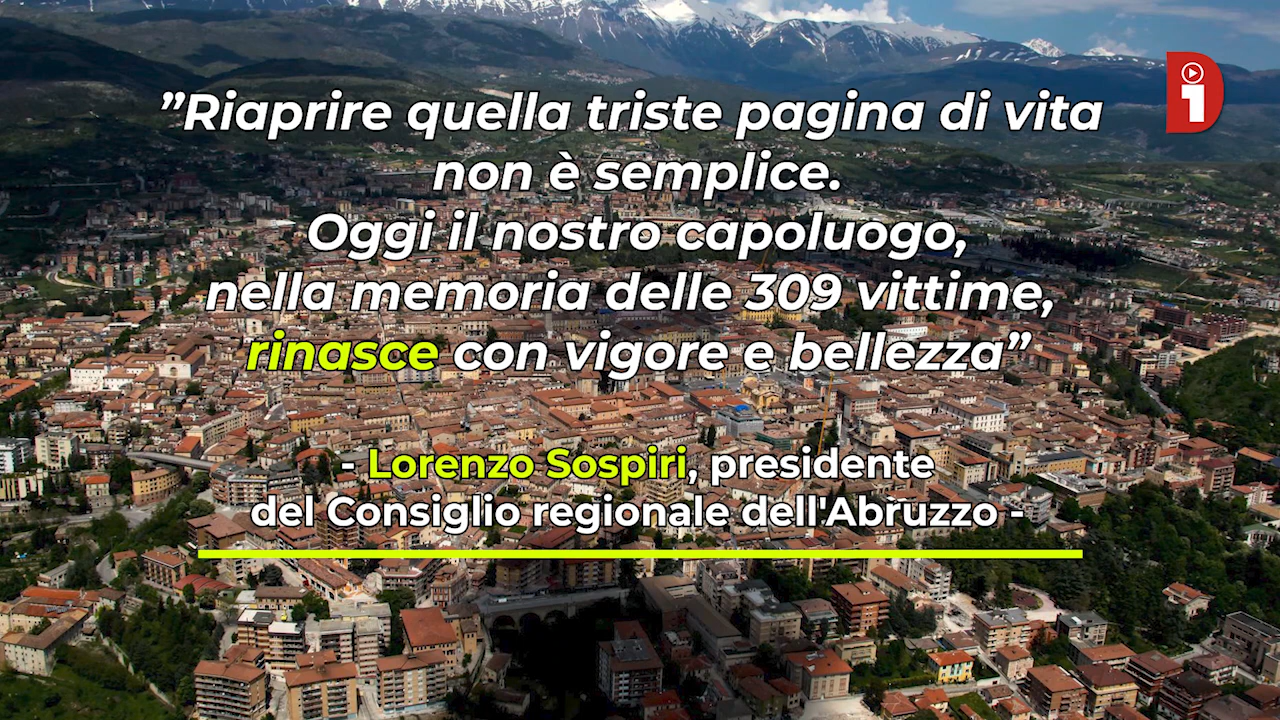 ”Riaprire quella triste pagina di vita
non è semplice.
Oggi il nostro capoluogo,
nella memoria delle 309 vittime,
rinasce con vigore e bellezza”
- Lorenzo Sospiri, presidente
del Consiglio regionale dell'Abruzzo -
D1